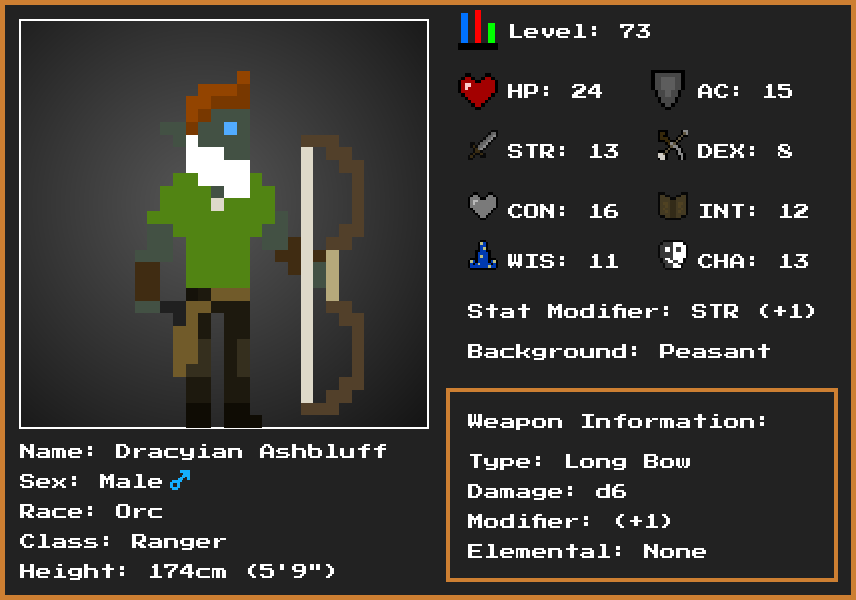 Level: 73
HP: 24 AC: 15
STR: 13 DEX: 8
CON: 16 INT: 12
WIS: 11 CHA: 13
Stat Modifier: STR (+1)
Background: Peasant
Weapon Information:
Type: Long Bow
Damage: d6
Modifier: (+1)
Elemental: None
Name: Dracyian Ashbluff
Sex: Male ♂
Race: Orc
Class: Ranger
Height: 174cm (5'9")